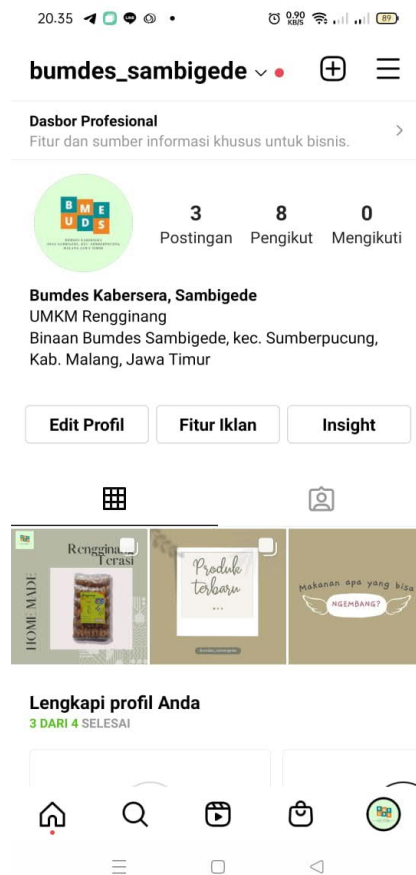 20.35
0.90 KB/S
89
bumdes_sambigede
Dasbor Profesional
Fitur dan sumber informasi khusus untuk bisnis.
B M E
U D S
3 8 0
Postingan Pengikut Mengikuti
Bumdes Kabersera, Sambigede
UMKM Rengginang
Binaan Bumdes Sambigede, kec. Sumberpucung,
Kab. Malang, Jawa Timur
Edit Profil Fitur Iklan Insight
HOME MADE
Rengginang
Terasi
Produk
terbaru
...
Makanan apa yang bisa
NGEMBANG?
Lengkapi profil Anda
3 DARI 4 SELESAI